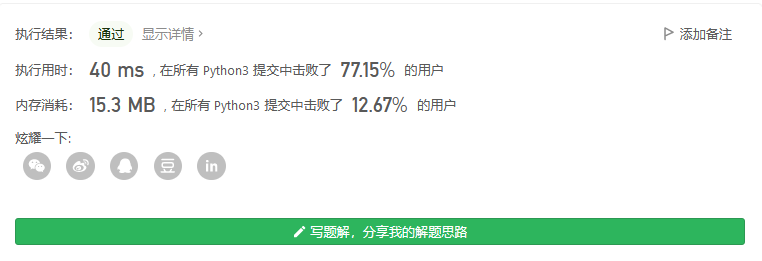 执行结果： 通过 显示详情 > 添加备注
执行用时： 40 ms , 在所有 Python3 提交中击败了 77.15% 的用户
内存消耗： 15.3 MB , 在所有 Python3 提交中击败了 12.67% 的用户
炫耀一下:
豆 in
写题解，分享我的解题思路